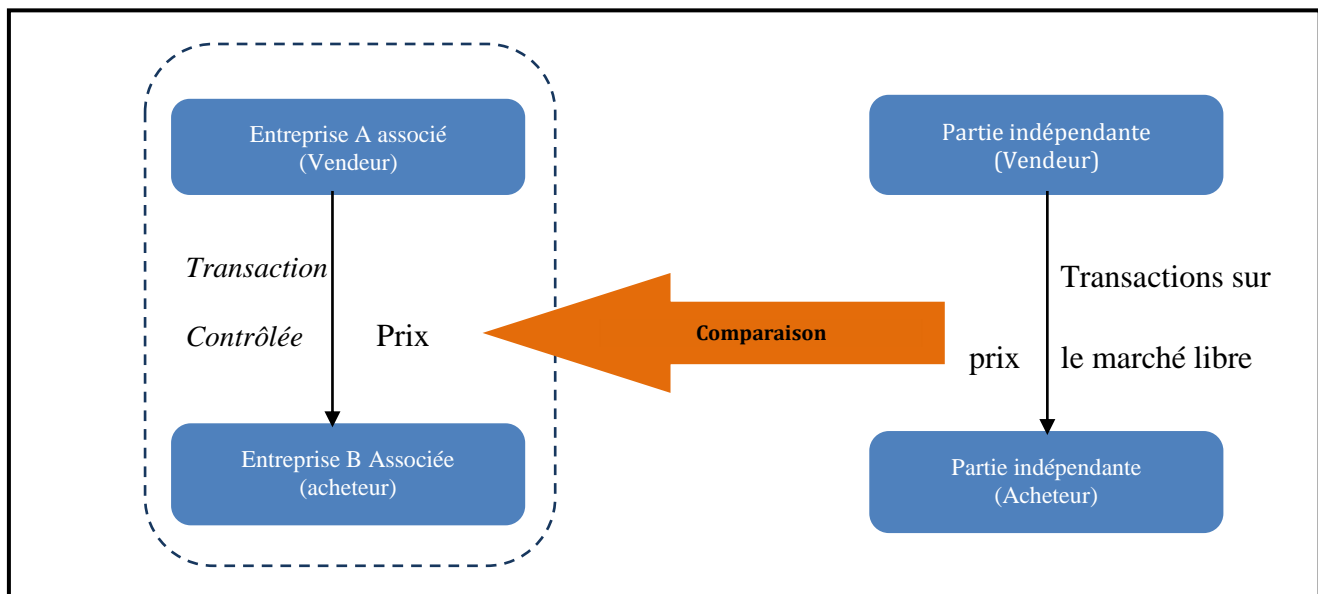 Entreprise A associé
(Vendeur)
Transaction
Contrôlée
Prix
Entreprise B Associée
(acheteur)
Comparaison
Partie indépendante
(Vendeur)
Transactions sur
prix
le marché libre
Partie indépendante
(Acheteur)